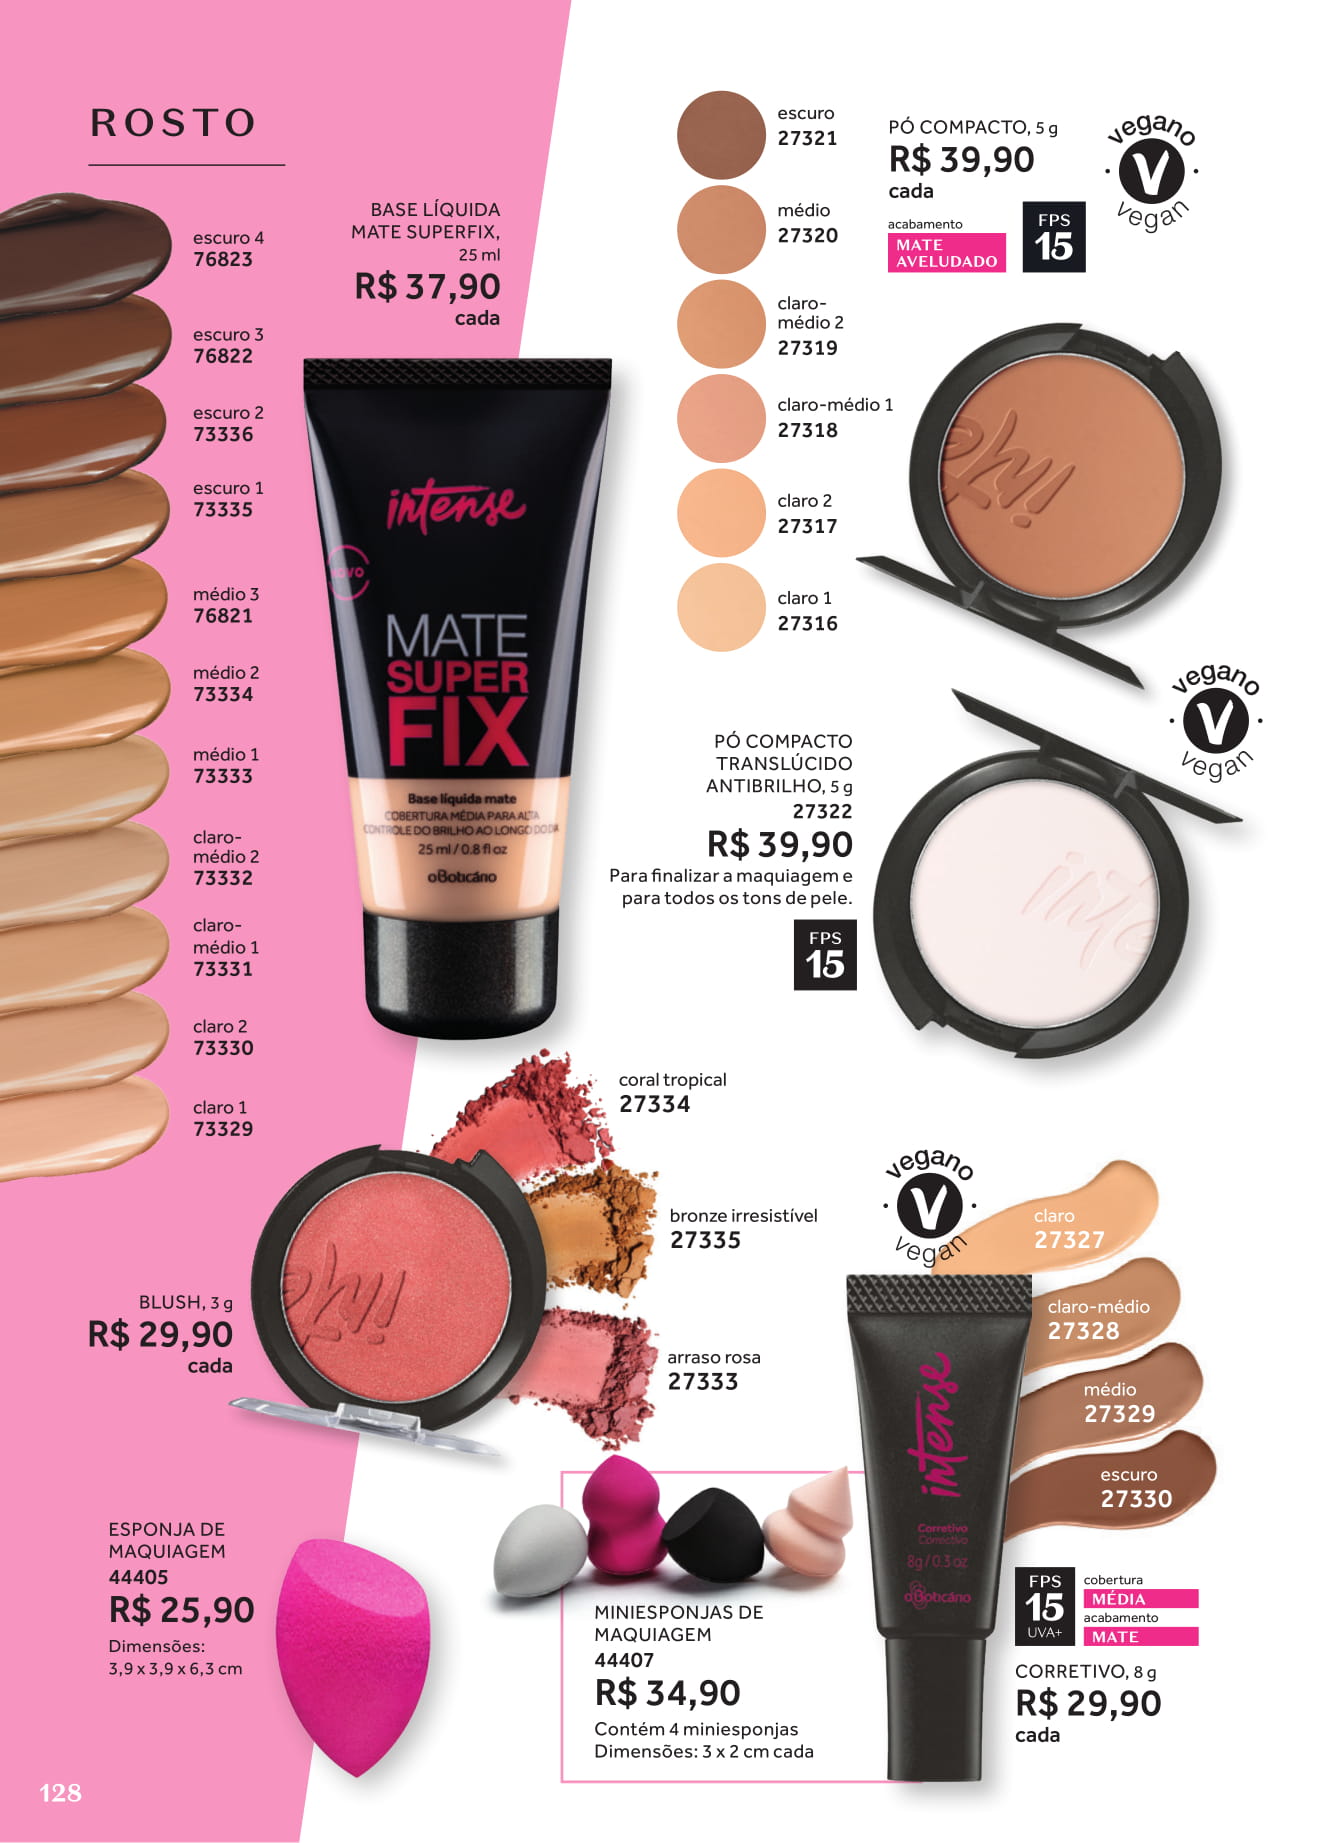 ROSTO
escuro 4
76823
escuro 3
76822
escuro 2
73336
escuro 1
73335
médio 3
76821
médio 2
73334
médio 1
73333
claro-
médio 2
73332
claro-
médio 1
73331
claro 2
73330
claro 1
73329
BASE LÍQUIDA
MATE SUPERFIX,
25 ml
R$ 37,90
cada
intense
NOVO
MATE
SUPER
FIX
Base líquida mate
COBERTURA MÉDIA PARA ALTA
CONTROLE DO BRILHO AO LONGO DO DIA
25 ml / 0.8 fl oz
oBoticário
escuro
27321
médio
27320
claro-
médio 2
27319
claro-médio 1
27318
claro 2
27317
claro 1
27316
PÓ COMPACTO, 5 g
R$ 39,90
cada
acabamento
MATE
AVELUDADO
FPS
15
vegano
V
vegan
inte
PÓ COMPACTO
TRANSLÚCIDO
ANTIBRILHO, 5 g
27322
R$ 39,90
Para finalizar a maquiagem e
para todos os tons de pele.
FPS
15
vegano
V
vegan
inte
coral tropical
27334
bronze irresistível
27335
arraso rosa
27333
BLUSH, 3 g
R$ 29,90
cada
inte
ESPONJA DE
MAQUIAGEM
44405
R$ 25,90
Dimensões:
3,9 x 3,9 x 6,3 cm
MINIESPONJAS DE
MAQUIAGEM
44407
R$ 34,90
Contém 4 miniesponjas
Dimensões: 3 x 2 cm cada
vegano
V
vegan
claro
27327
claro-médio
27328
médio
27329
escuro
27330
intense
Corretivo
Correctivo
8g / 0.3 oz
oBoticário
FPS
15
UVA+
cobertura
MÉDIA
acabamento
MATE
CORRETIVO, 8 g
R$ 29,90
cada
128